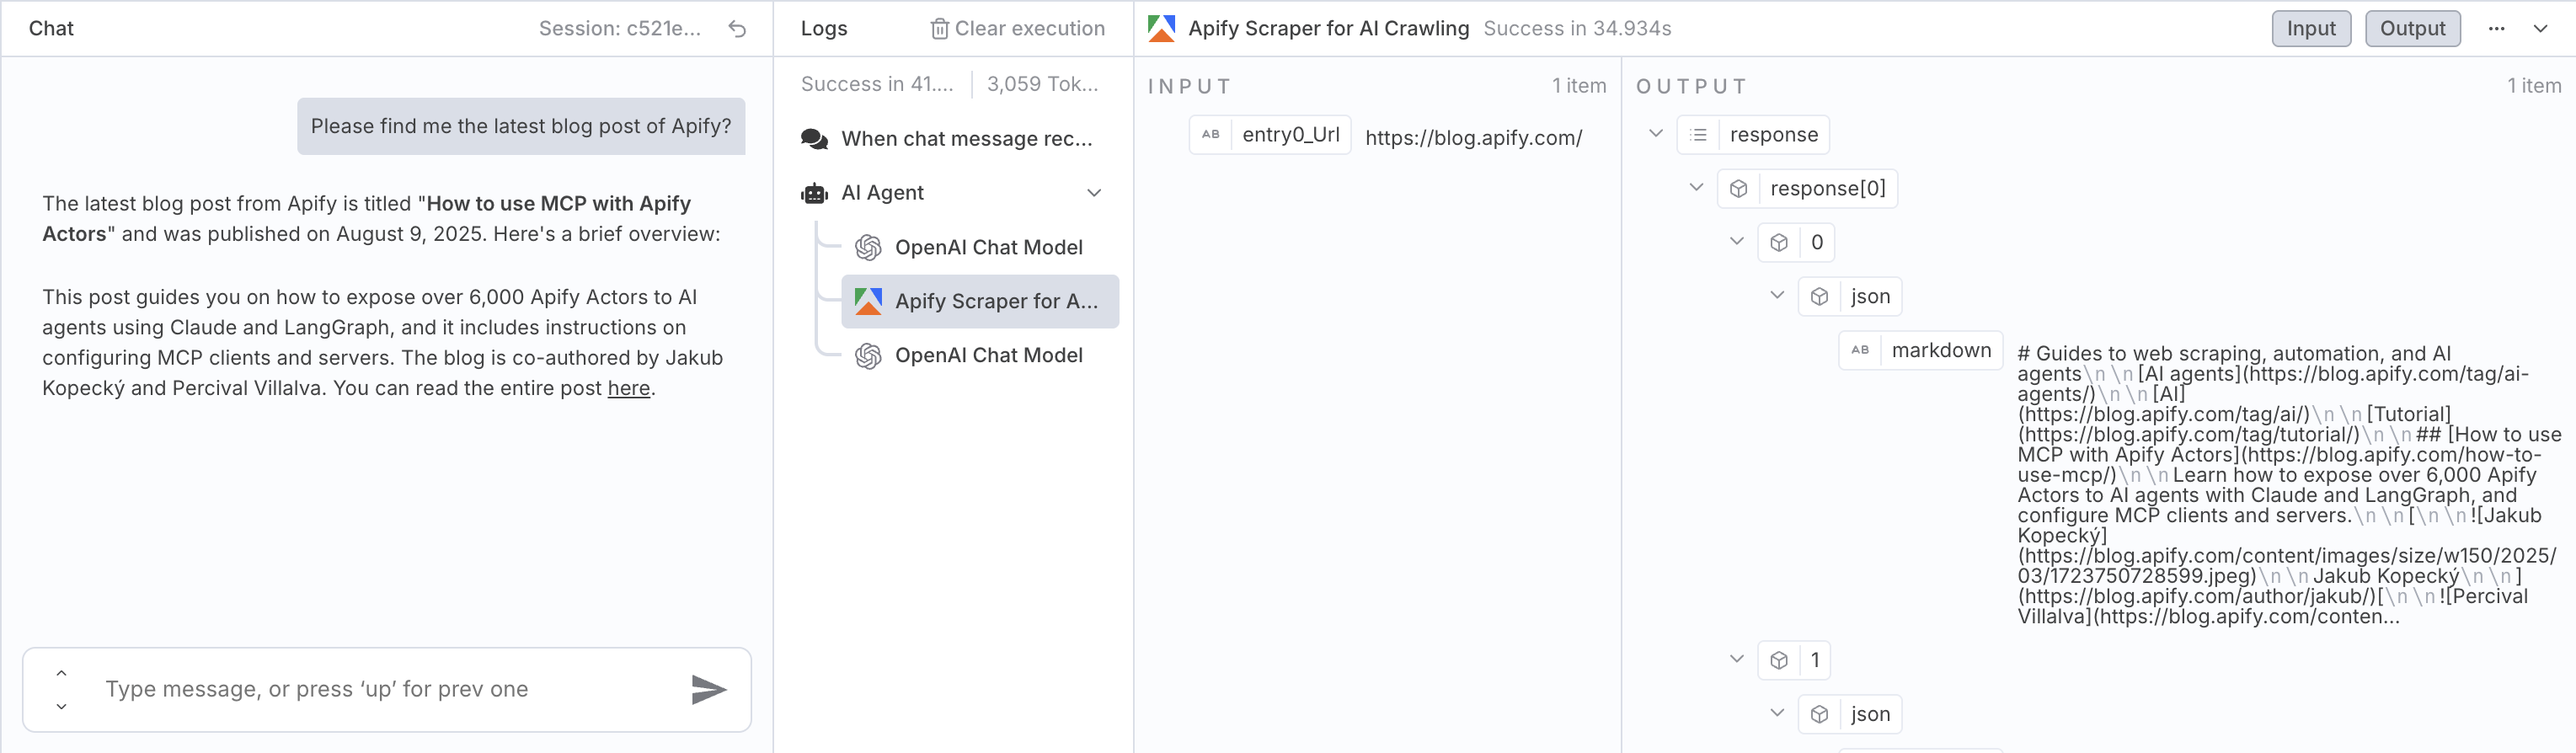 Chat
Session: c521e...
Please find me the latest blog post of Apify?
The latest blog post from Apify is titled "How to use MCP with Apify
Actors" and was published on August 9, 2025. Here's a brief overview:
This post guides you on how to expose over 6,000 Apify Actors to AI
agents using Claude and LangGraph, and it includes instructions on
configuring MCP clients and servers. The blog is co-authored by Jakub
Kopecký and Percival Villalva. You can read the entire post here.
Type message, or press ‘up’ for prev one
Logs
Clear execution
Success in 41.... 3,059 Tok...
When chat message rec...
AI Agent
OpenAI Chat Model
Apify Scraper for A...
OpenAI Chat Model
Apify Scraper for AI Crawling Success in 34.934s
Input Output
INPUT 1 item
AB entry0_Url https://blog.apify.com/
OUTPUT 1 item
response
response[0]
0
json
AB markdown
# Guides to web scraping, automation, and AI
agents\n\n[AI agents](https://blog.apify.com/tag/ai-
agents/)\n\n[AI]
(https://blog.apify.com/tag/ai/)\n\n[Tutorial]
(https://blog.apify.com/tag/tutorial/)\n\n## [How to use
MCP with Apify Actors](https://blog.apify.com/how-to-
use-mcp/)\n\nLearn how to expose over 6,000 Apify
Actors to AI agents with Claude and LangGraph, and
configure MCP clients and servers.\n\n[\n\n![Jakub
Kopecký]
(https://blog.apify.com/content/images/size/w150/2025/
03/1723750728599.jpeg)\n\nJakub Kopecký\n\n]
(https://blog.apify.com/author/jakub/)[\n\n![Percival
Villalva](https://blog.apify.com/conten...
1
json